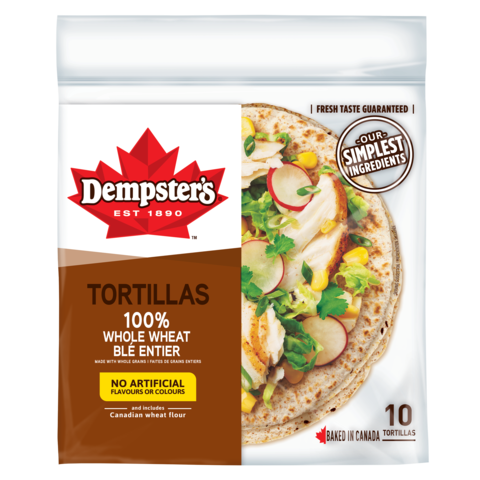 FRESH TASTE GUARANTEED
OUR
SIMPLEST
INGREDIENTS
Dempster's
EST 1890
TM
TORTILLAS
100%
WHOLE WHEAT
BLÉ ENTIER
MADE WITH WHOLE GRAINS | FAITES DE GRAINS ENTIERS
NO ARTIFICIAL
FLAVOURS OR COLOURS
and includes
Canadian wheat flour
BAKED IN CANADA
10
TORTILLAS